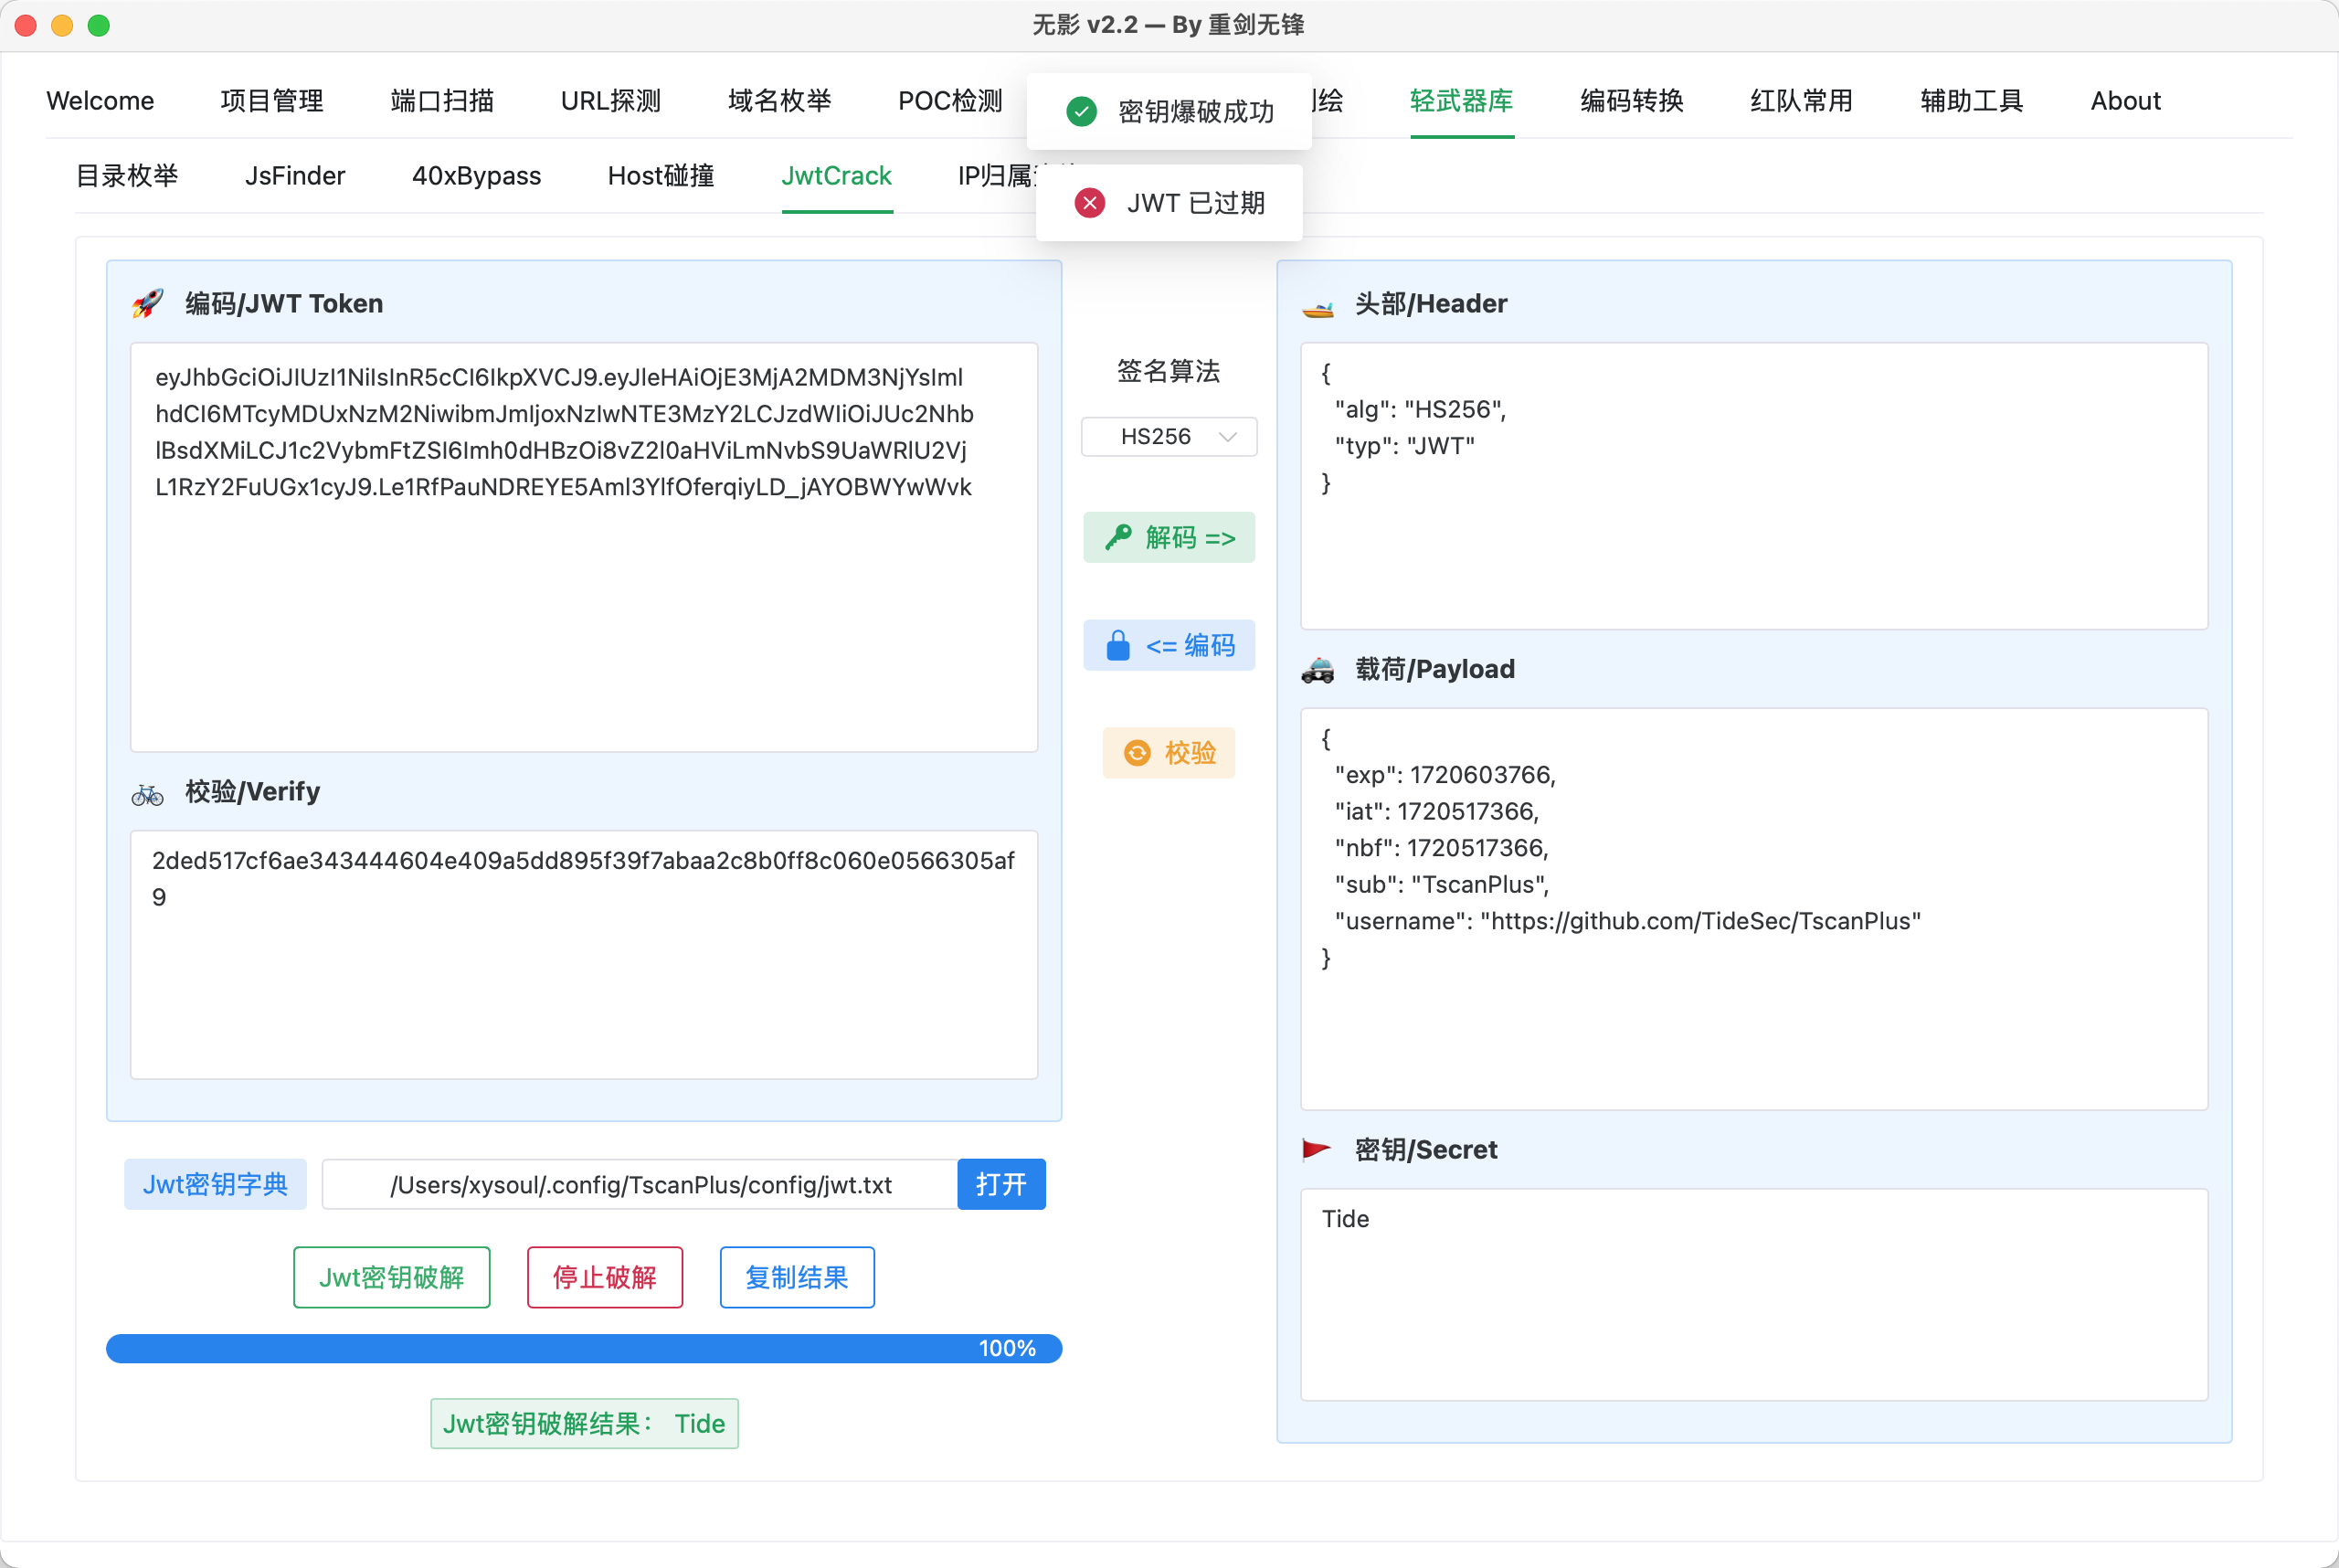 无影 v2.2 — By 重剑无锋
Welcome 项目管理 端口扫描 URL探测 域名枚举 POC检测 绘 轻武器库 编码转换 红队常用 辅助工具 About
密钥爆破成功
目录枚举 JsFinder 40xBypass Host碰撞 JwtCrack IP归属
JWT 已过期
编码/JWT Token
eyJhbGciOiJIUzI1NiIsInR5cCI6IkpXVCJ9.eyJleHAiOjE3MjA2MDM3NjYsIml
hdCI6MTcyMDUxNzM2NiwibmJmIjoxNzIwNTE3MzY2LCJzdWIiOiJUc2Nhb
lBsdXMiLCJ1c2VybmFtZSI6Imh0dHBzOi8vZ2l0aHViLmNvbS9UaWRlU2Vj
L1RzY2FuUGx1cyJ9.Le1RfPauNDREYE5Aml3YlfOferqiyLD_jAYOBWYwWvk
校验/Verify
2ded517cf6ae343444604e409a5dd895f39f7abaa2c8b0ff8c060e0566305af
9
Jwt密钥字典 /Users/xysoul/.config/TscanPlus/config/jwt.txt 打开
Jwt密钥破解 停止破解 复制结果
100%
Jwt密钥破解结果： Tide
签名算法
HS256
解码 =>
<= 编码
校验
头部/Header
{
"alg": "HS256",
"typ": "JWT"
}
载荷/Payload
{
"exp": 1720603766,
"iat": 1720517366,
"nbf": 1720517366,
"sub": "TscanPlus",
"username": "https://github.com/TideSec/TscanPlus"
}
密钥/Secret
Tide